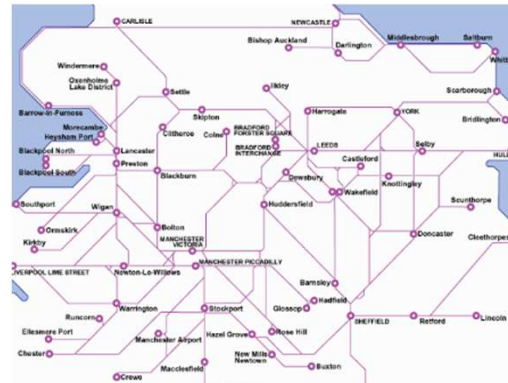 CARLISLE
NEWCASTLE
Middlesbrough
Saltburn
Bishop Auckland
Darlington
Whit
Windermere
Oxenholme
Lake District
Settle
Ilkley
Scarborough
Barrow-in-Furness
Skipton
Harrogate
YORK
Bridlington
Morecambe
Heysham Port
Clitheroe
Colne
BRADFORD
FORSTER SQUARE
Blackpool North
Lancaster
BRADFORD
INTERCHANGE
LEEDS
Selby
HULL
Preston
Castleford
Blackpool South
Blackburn
Dewsbury
Wakefield
Knottingley
Southport
Wigan
Huddersfield
Scunthorpe
Ormskirk
Bolton
Doncaster
Kirkby
MANCHESTER
VICTORIA
Cleethorpes
LIVERPOOL LIME STREET
Newton-Le-Willows
MANCHESTER PICCADILLY
Barnsley
Warrington
Stockport
Glossop
Hadfield
Runcorn
SHEFFIELD
Retford
Lincoln
Ellesmere Port
Manchester Airport
Hazel Grove
Rose Hill
Chester
New Mills
Newtown
Macclesfield
Buxton
Crewe